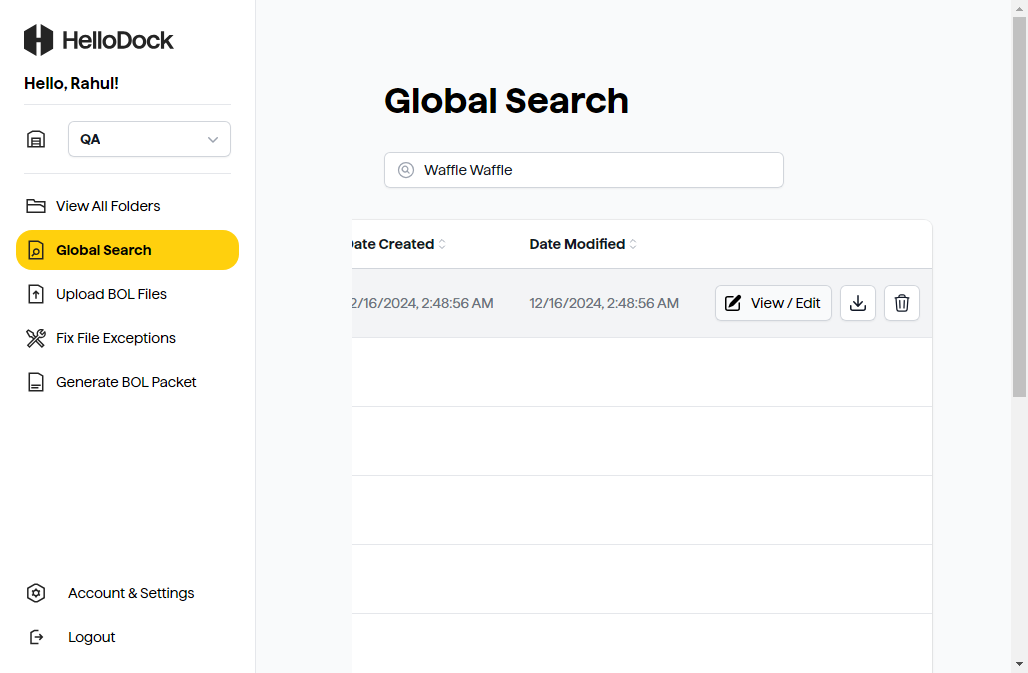 HelloDock
Hello, Rahul!
QA
View All Folders
Global Search
Upload BOL Files
Fix File Exceptions
Generate BOL Packet
Account & Settings
Logout
Global Search
Waffle Waffle
Date Created
Date Modified
2/16/2024, 2:48:56 AM
12/16/2024, 2:48:56 AM
View / Edit